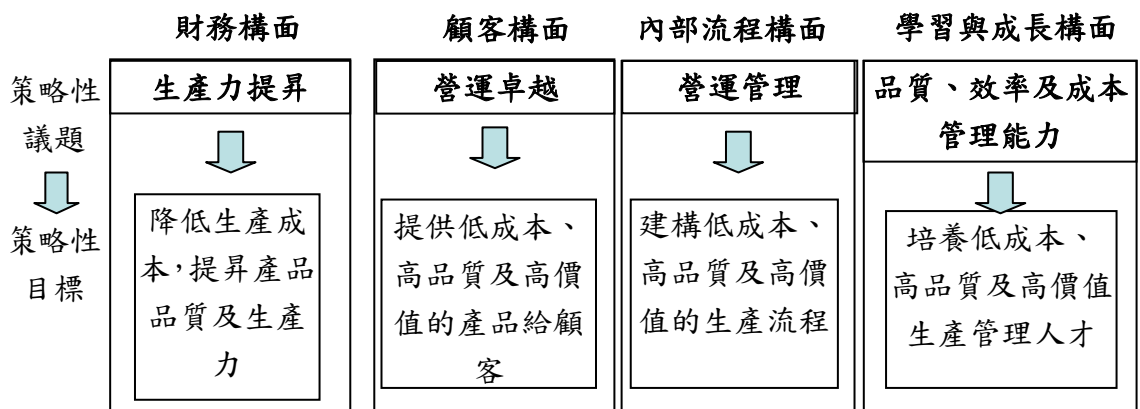 財務構面
顧客構面
內部流程構面
學習與成長構面
策略性
議題
策略性
目標
生產力提昇
降低生產成
本,提昇產品
品質及生產
力
營運卓越
提供低成本、
高品質及高價
值的產品給顧
客
營運管理
建構低成本、
高品質及高價
值的生產流程
品質、效率及成本
管理能力
培養低成本、
高品質及高價值
生產管理人才